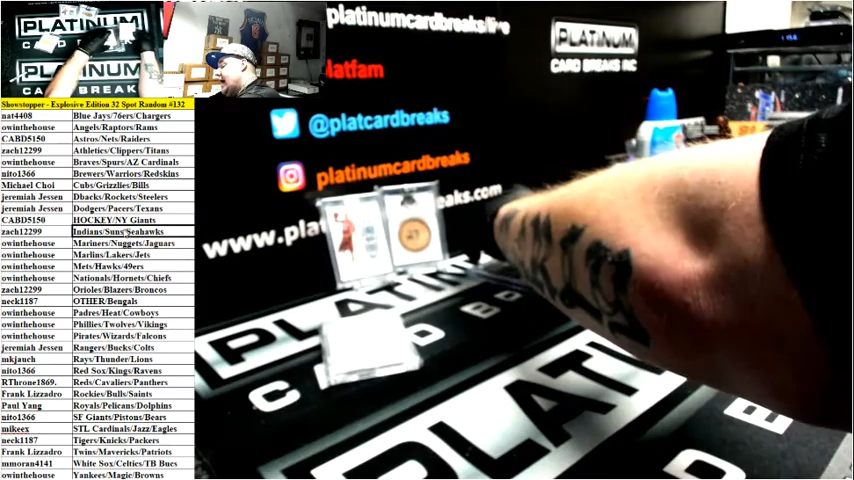 PLATINUM
PLATINUM
CARD BREAK
Showstopper - Explosive Edition 32 Spot Random #132
nat4408 Blue Jays/76ers/Chargers
owinthehouse Angels/Raptors/Rams
CABD5150 Astros/Nets/Raiders
zach12299 Athletics/Clippers/Titans
owinthehouse Braves/Spurs/AZ Cardinals
nito1366 Brewers/Warriors/Redskins
Michael Choi Cubs/Grizzlies/Bills
jeremiah Jessen Dbacks/Rockets/Steelers
jeremiah Jessen Dodgers/Pacers/Texans
CABD5150 HOCKEY/NY Giants
zach12299 Indians/Suns/Seahawks
owinthehouse Mariners/Nuggets/Jaguars
owinthehouse Marlins/Lakers/Jets
owinthehouse Mets/Hawks/49ers
owinthehouse Nationals/Hornets/Chiefs
zach12299 Orioles/Blazers/Broncos
neck1187 OTHER/Bengals
owinthehouse Padres/Heat/Cowboys
owinthehouse Phillies/Twolves/Vikings
owinthehouse Pirates/Wizards/Falcons
jeremiah Jessen Rangers/Bucks/Colts
mkjauch Rays/Thunder/Lions
nito1366 Red Sox/Kings/Raven
RThrone1869. Reds/Cavaliers/Panthers
Frank Lizzadro Rockies/Bulls/Saints
Paul Yang Royals/Pelicans/Dolphins
nito1366 SF Giants/Pistons/Bears
mikeex STL Cardinals/Jazz/Eagles
neck1187 Tigers/Knicks/Packers
Frank Lizzadro Twins/Mavericks/Patriots
mmoran4141 White Sox/Celtics/TB Bucs
owinthehouse Yankees/Magic/Browns
platinumcardbreaks/live
latfam
@platcardbreaks
platinumcardbreaks
www.pla
eaks.com
PLATINUM
CARD BREAKS INC
PLATIN
C
D B
PLATI